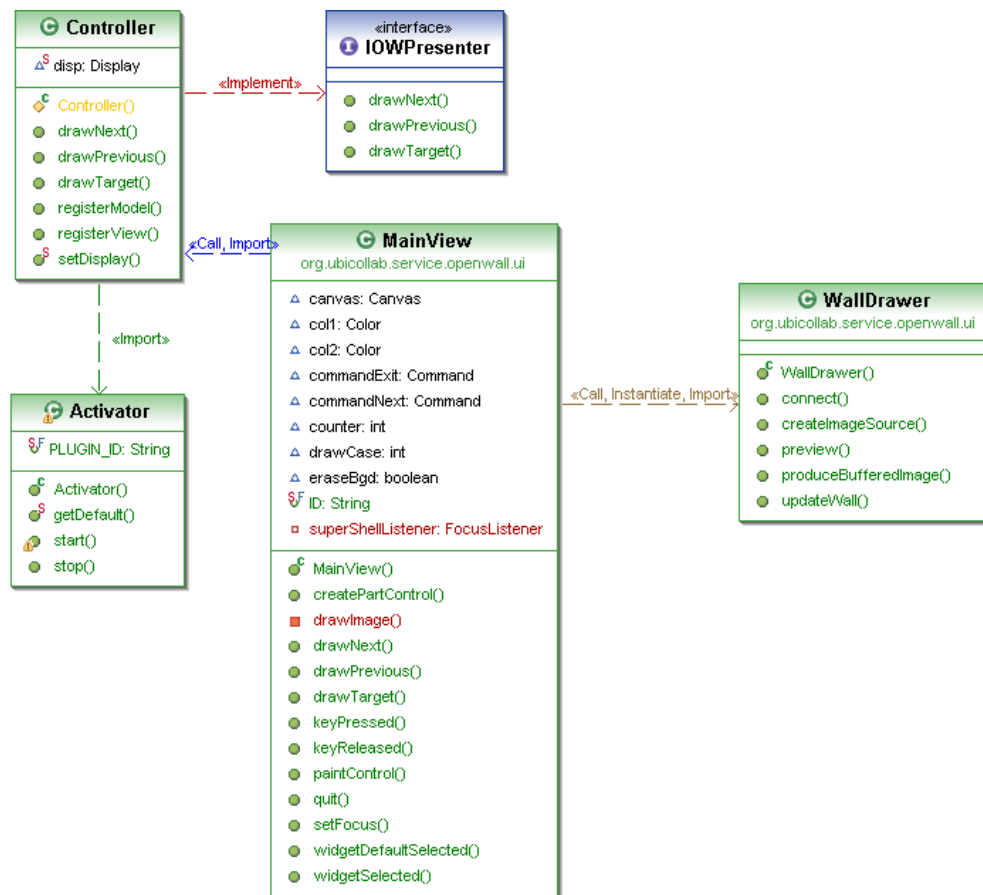 Controller
disp: Display
Controller()
drawNext()
drawPrevious()
drawTarget()
registerModel()
registerView()
setDisplay()
«Implement»
«interface»
IOWPresenter
drawNext()
drawPrevious()
drawTarget()
«Call, Import»
«Import»
Activator
PLUGIN_ID: String
Activator()
getDefault()
start()
stop()
MainView
org.ubicollab.service.openwall.ui
canvas: Canvas
col1: Color
col2: Color
commandExit: Command
commandNext: Command
counter: int
drawCase: int
eraseBgd: boolean
ID: String
superShellListener: FocusListener
MainView()
createPartControl()
drawImage()
drawNext()
drawPrevious()
drawTarget()
keyPressed()
keyReleased()
paintControl()
quit()
setFocus()
widgetDefaultSelected()
widgetSelected()
«Call, Instantiate, Import»
WallDrawer
org.ubicollab.service.openwall.ui
WallDrawer()
connect()
createImageSource()
preview()
produceBufferedImage()
updateWall()